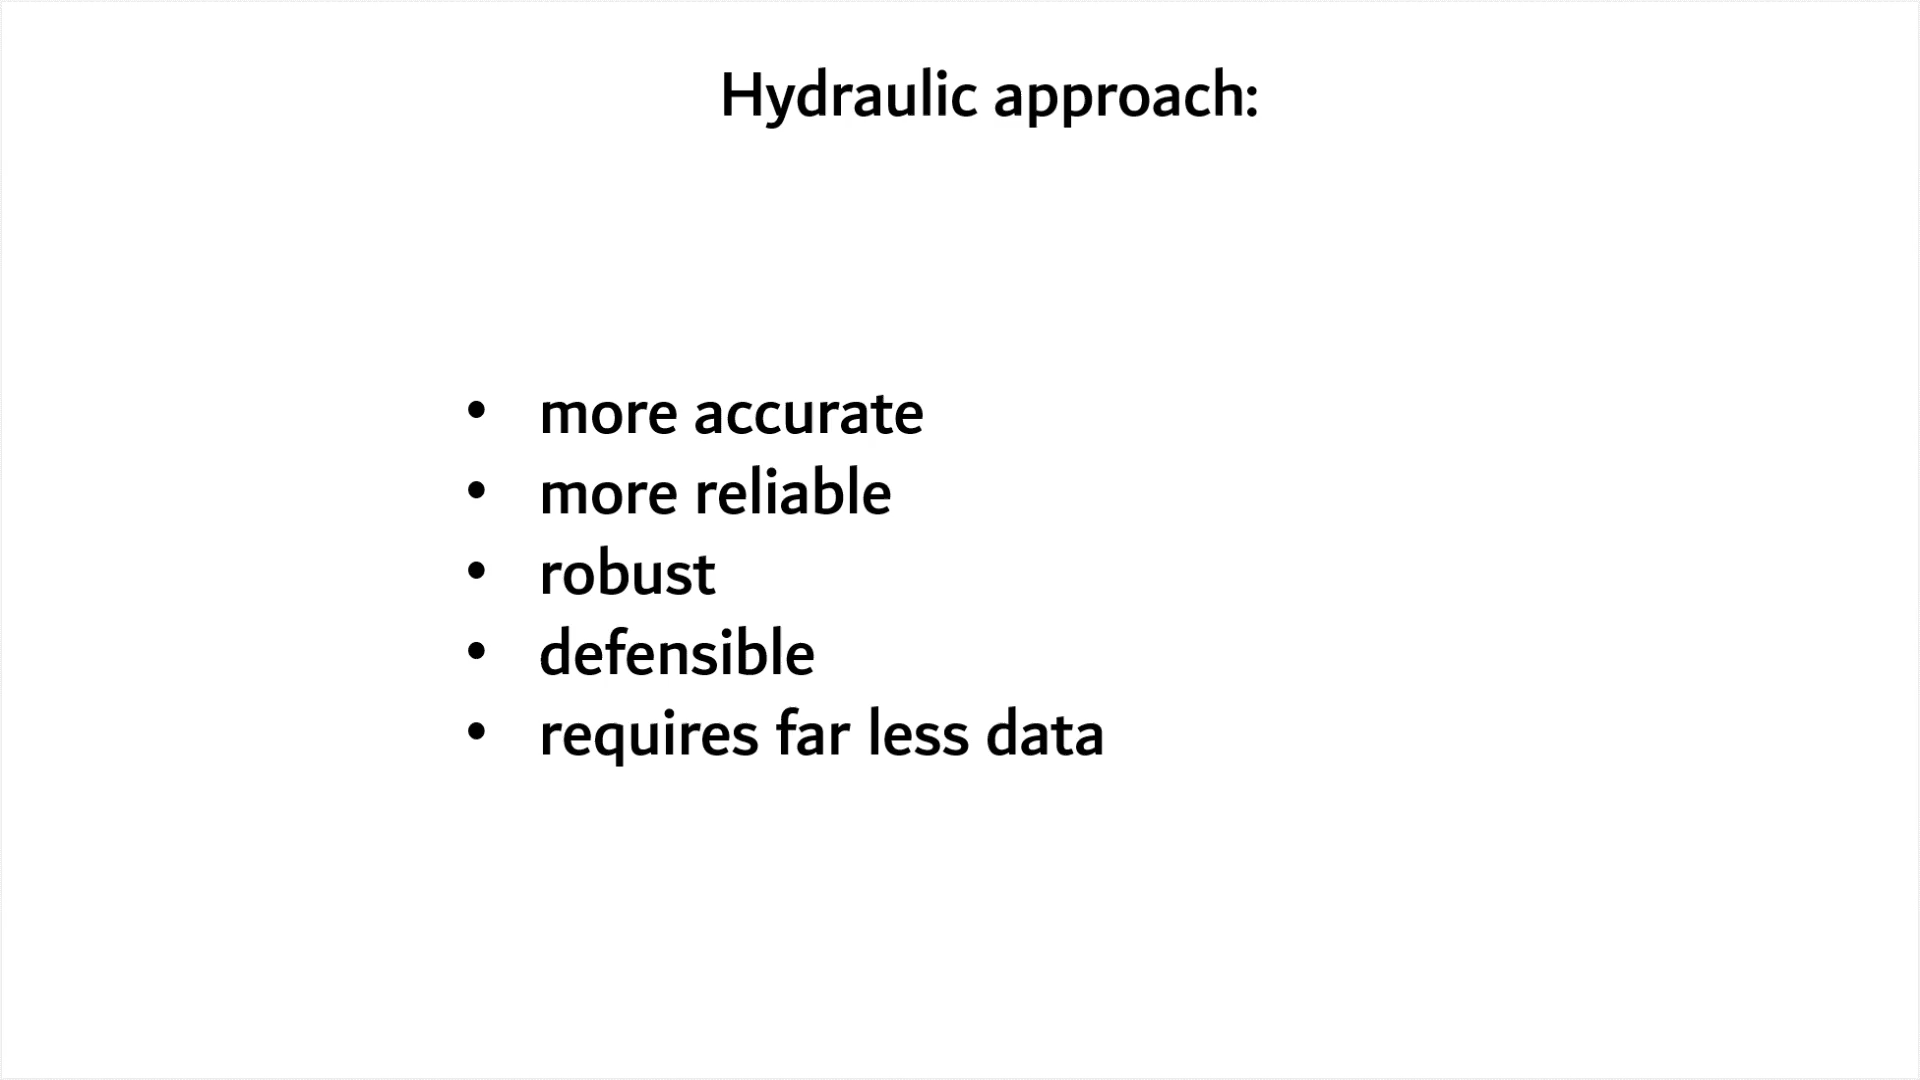 Hydraulic approach:
• more accurate
• more reliable
• robust
• defensible
• requires far less data